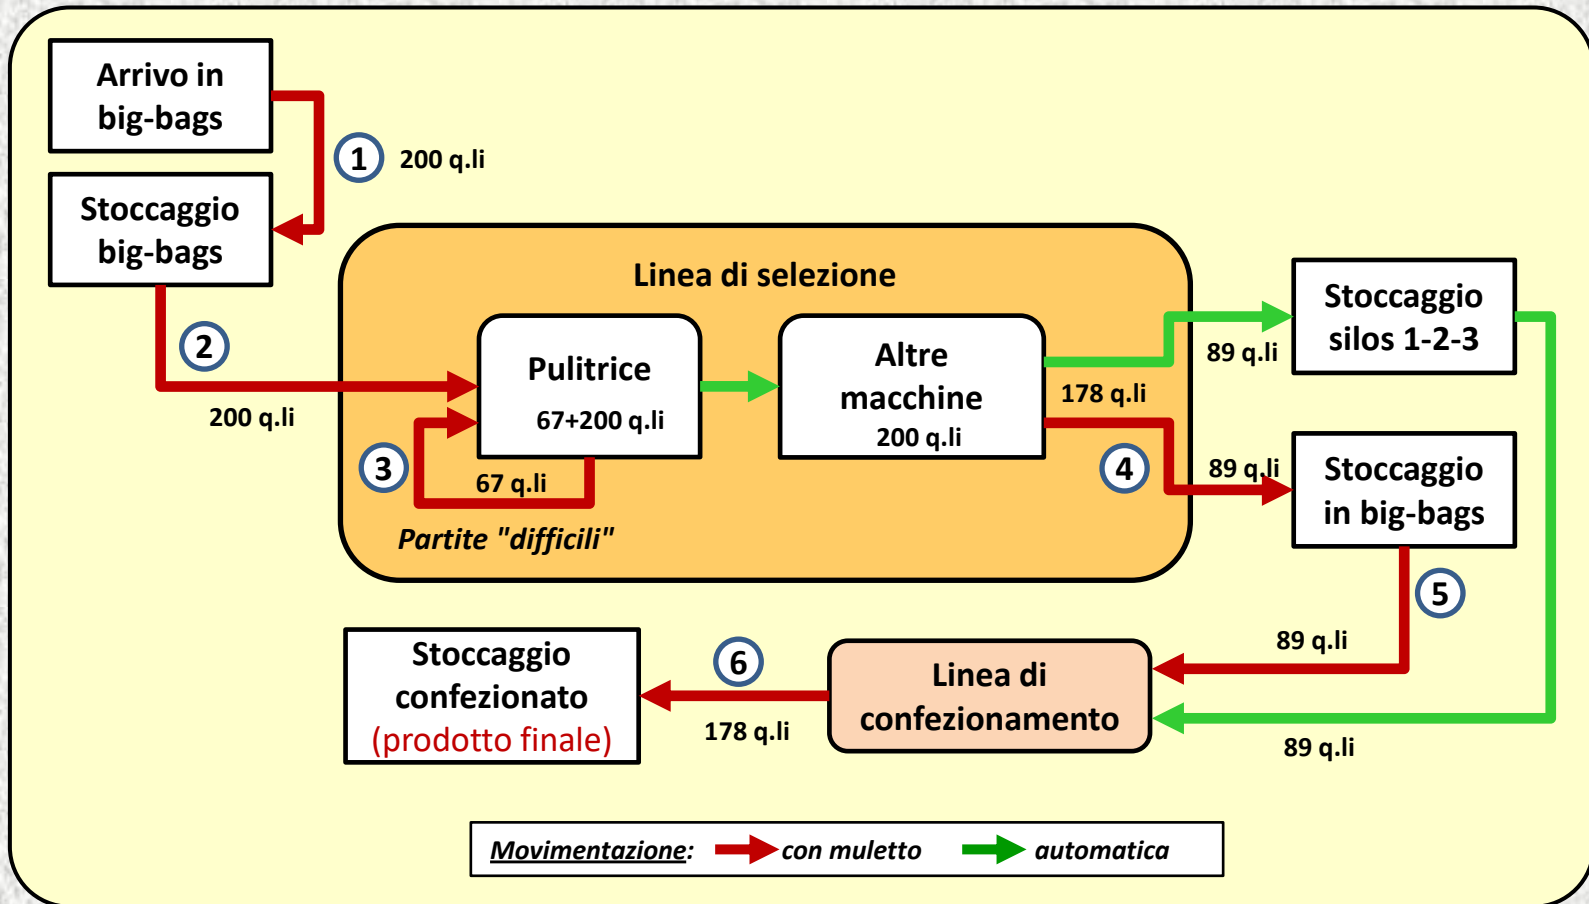 Arrivo in
big-bags
1
200 q.li
Stoccaggio
big-bags
2
200 q.li
Linea di selezione
Pulitrice
67+200 q.li
3
67 q.li
Partite "difficili"
Altre
macchine
200 q.li
178 q.li
89 q.li
Stoccaggio
silos 1-2-3
4
89 q.li
Stoccaggio
in big-bags
5
89 q.li
89 q.li
Linea di
confezionamento
6
178 q.li
Stoccaggio
confezionato
(prodotto finale)
Movimentazione: con muletto automatica